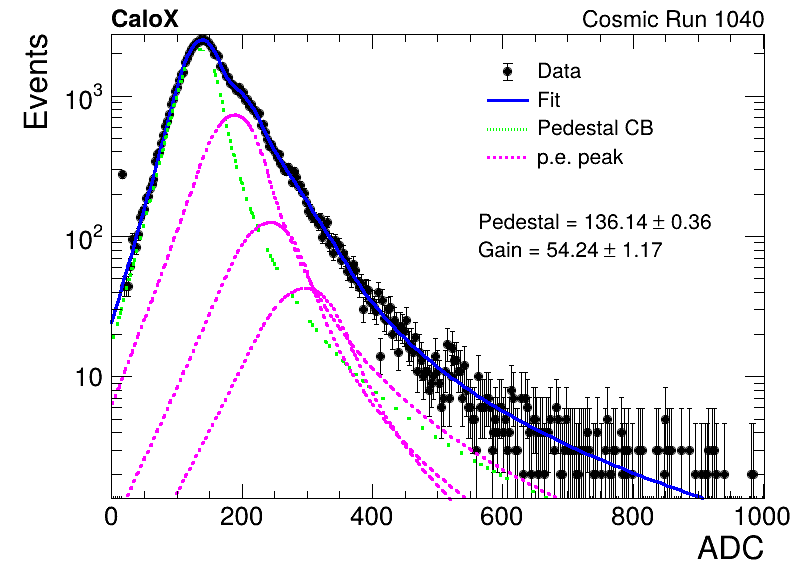 CaloX Cosmic Run 1040
Events
10³
10²
10
Data
Fit
Pedestal CB
p.e. peak
Pedestal = 136.14 ± 0.36
Gain = 54.24 ± 1.17
0 200 400 600 800 1000
ADC